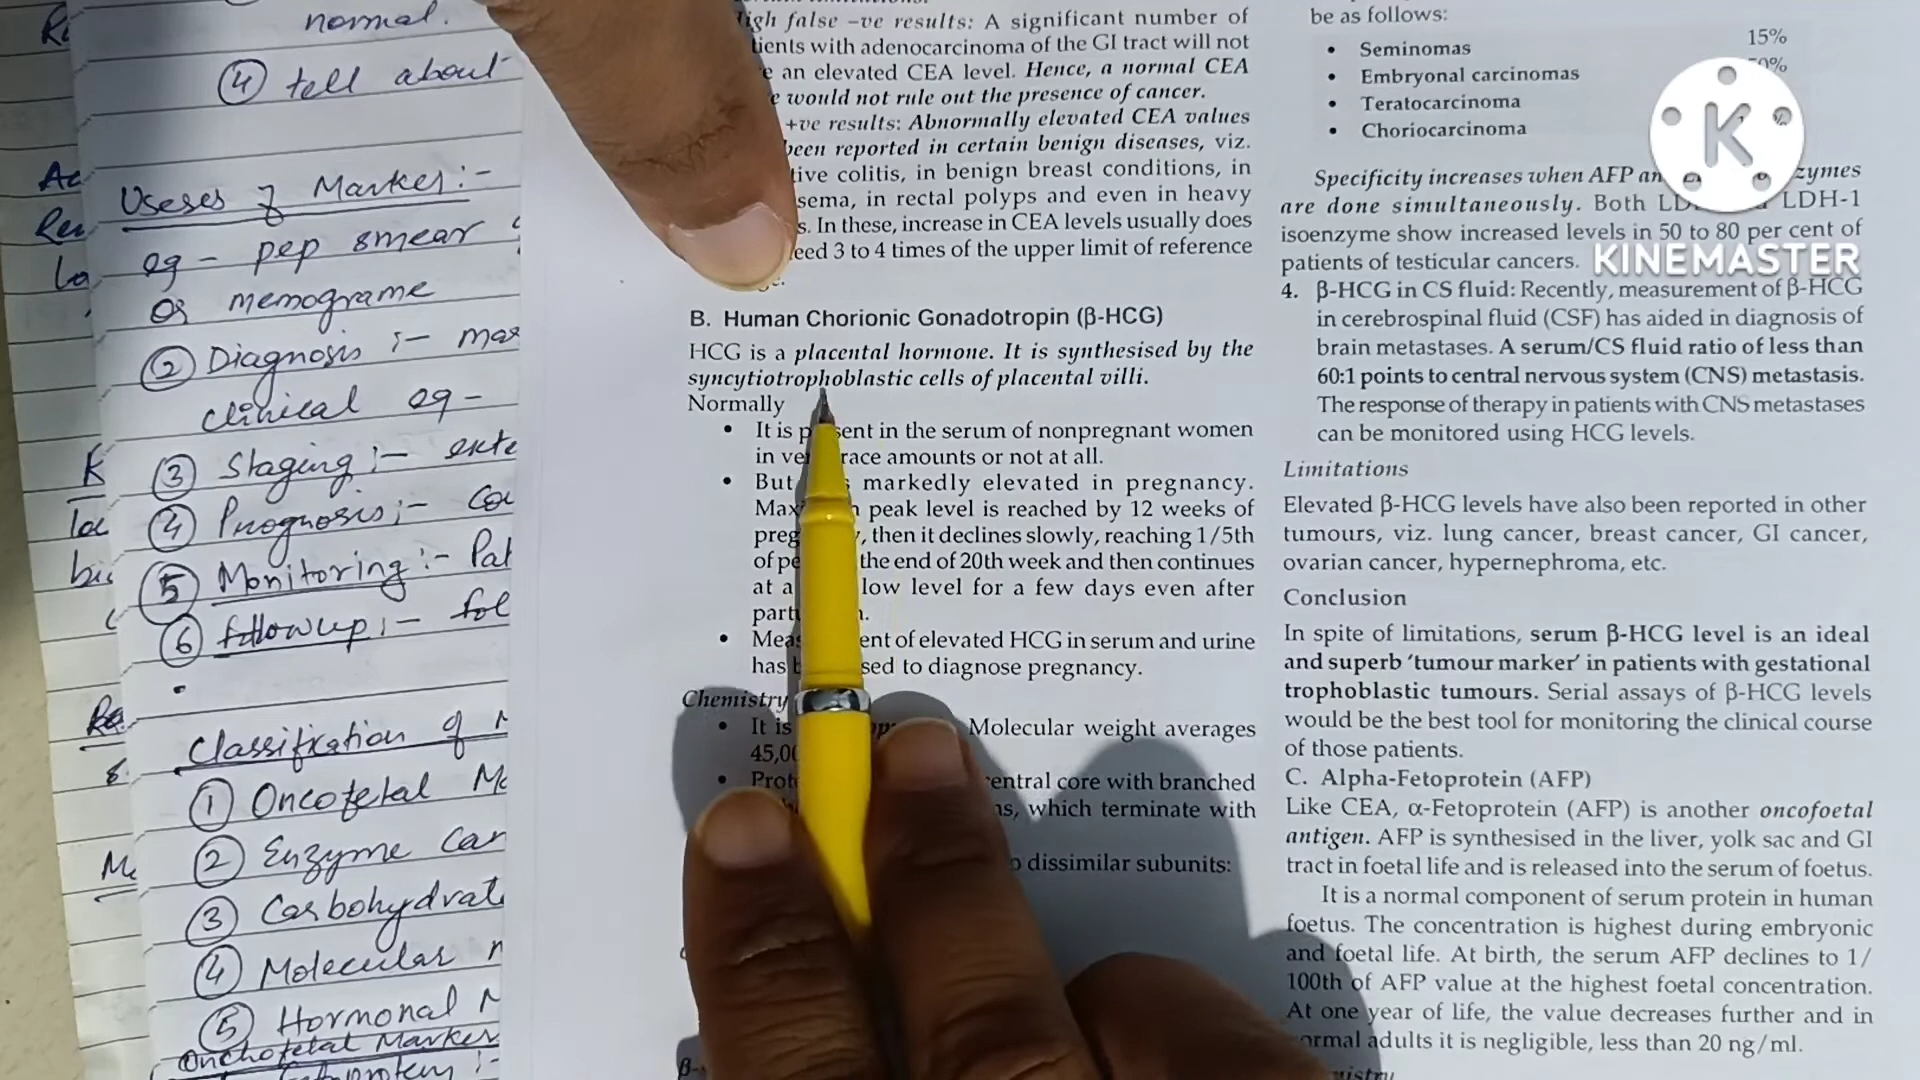 normal.
④ tell about
Useses of Marker:-
eg - pep smear
or memograme
② Diagnosis :- mar
clinical eg -
③ Staging :- exte
④ Prognosis :- Cou
⑤ Monitoring :- Pat
⑥ followup :- fol
Classification of M
① Oncofetal Ma
② Enzyme Car
③ Carbohydrat
④ Molecular M
⑤ Hormonal M
Onchofetal Marker
igh false –ve results: A significant number of
ients with adenocarcinoma of the GI tract will not
e an elevated CEA level. Hence, a normal CEA
e would not rule out the presence of cancer.
+ve results: Abnormally elevated CEA values
been reported in certain benign diseases, viz.
tive colitis, in benign breast conditions, in
sema, in rectal polyps and even in heavy
s. In these, increase in CEA levels usually does
eed 3 to 4 times of the upper limit of reference
B. Human Chorionic Gonadotropin (β-HCG)
HCG is a placental hormone. It is synthesised by the
syncytiotrophoblastic cells of placental villi.
Normally
• It is p sent in the serum of nonpregnant women
in ve race amounts or not at all.
• But s markedly elevated in pregnancy.
Max peak level is reached by 12 weeks of
preg , then it declines slowly, reaching 1/5th
of pe the end of 20th week and then continues
at a low level for a few days even after
part n.
• Meas ent of elevated HCG in serum and urine
has b sed to diagnose pregnancy.
Chemistry
• It is Molecular weight averages
45,0
• Prote entral core with branched
ns, which terminate with
o dissimilar subunits:
β-
be as follows:
• Seminomas 15%
• Embryonal carcinomas
• Teratocarcinoma
• Choriocarcinoma
Specificity increases when AFP an zymes
are done simultaneously. Both LD LDH-1
isoenzyme show increased levels in 50 to 80 per cent of
patients of testicular cancers.
K
KINEMASTER
4. β-HCG in CS fluid: Recently, measurement of β-HCG
in cerebrospinal fluid (CSF) has aided in diagnosis of
brain metastases. A serum/CS fluid ratio of less than
60:1 points to central nervous system (CNS) metastasis.
The response of therapy in patients with CNS metastases
can be monitored using HCG levels.
Limitations
Elevated β-HCG levels have also been reported in other
tumours, viz. lung cancer, breast cancer, GI cancer,
ovarian cancer, hypernephroma, etc.
Conclusion
In spite of limitations, serum β-HCG level is an ideal
and superb 'tumour marker' in patients with gestational
trophoblastic tumours. Serial assays of β-HCG levels
would be the best tool for monitoring the clinical course
of those patients.
C. Alpha-Fetoprotein (AFP)
Like CEA, α-Fetoprotein (AFP) is another oncofoetal
antigen. AFP is synthesised in the liver, yolk sac and GI
tract in foetal life and is released into the serum of foetus.
It is a normal component of serum protein in human
foetus. The concentration is highest during embryonic
and foetal life. At birth, the serum AFP declines to 1/
100th of AFP value at the highest foetal concentration.
At one year of life, the value decreases further and in
ormal adults it is negligible, less than 20 ng/ml.